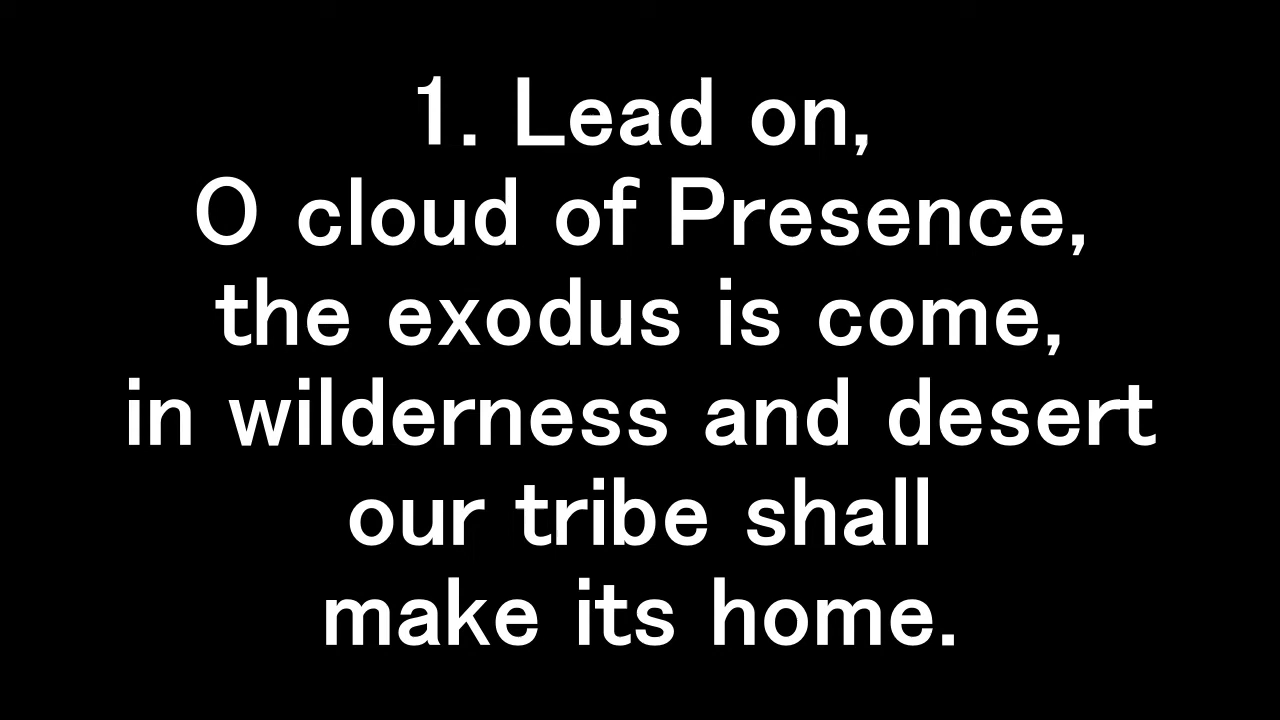 1. Lead on,
O cloud of Presence,
the exodus is come,
in wilderness and desert
our tribe shall
make its home.